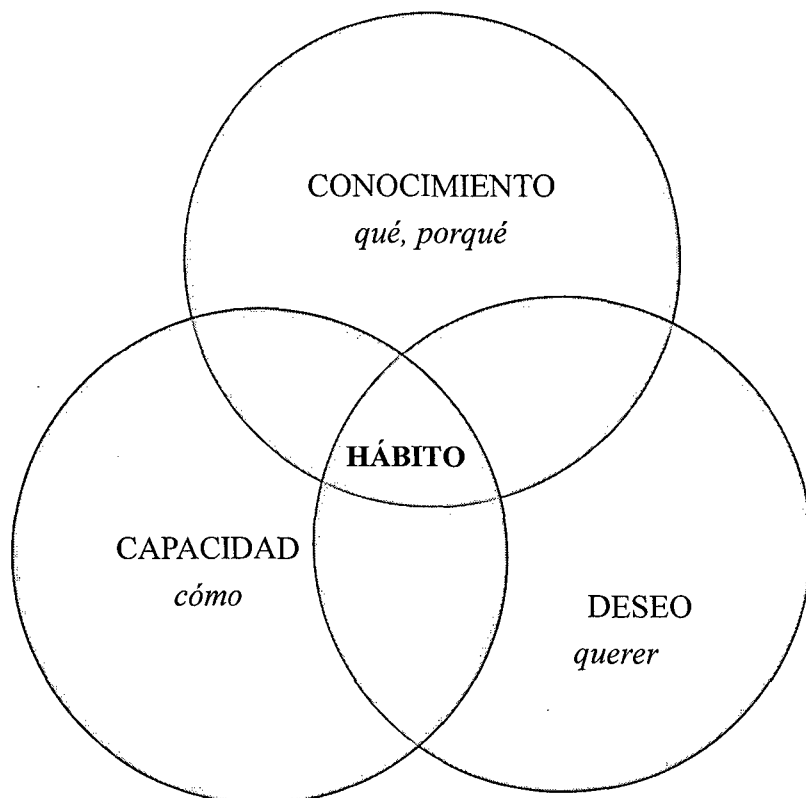 CONOCIMIENTO
qué, porqué
HÁBITO
CAPACIDAD
cómo
DESEO
querer